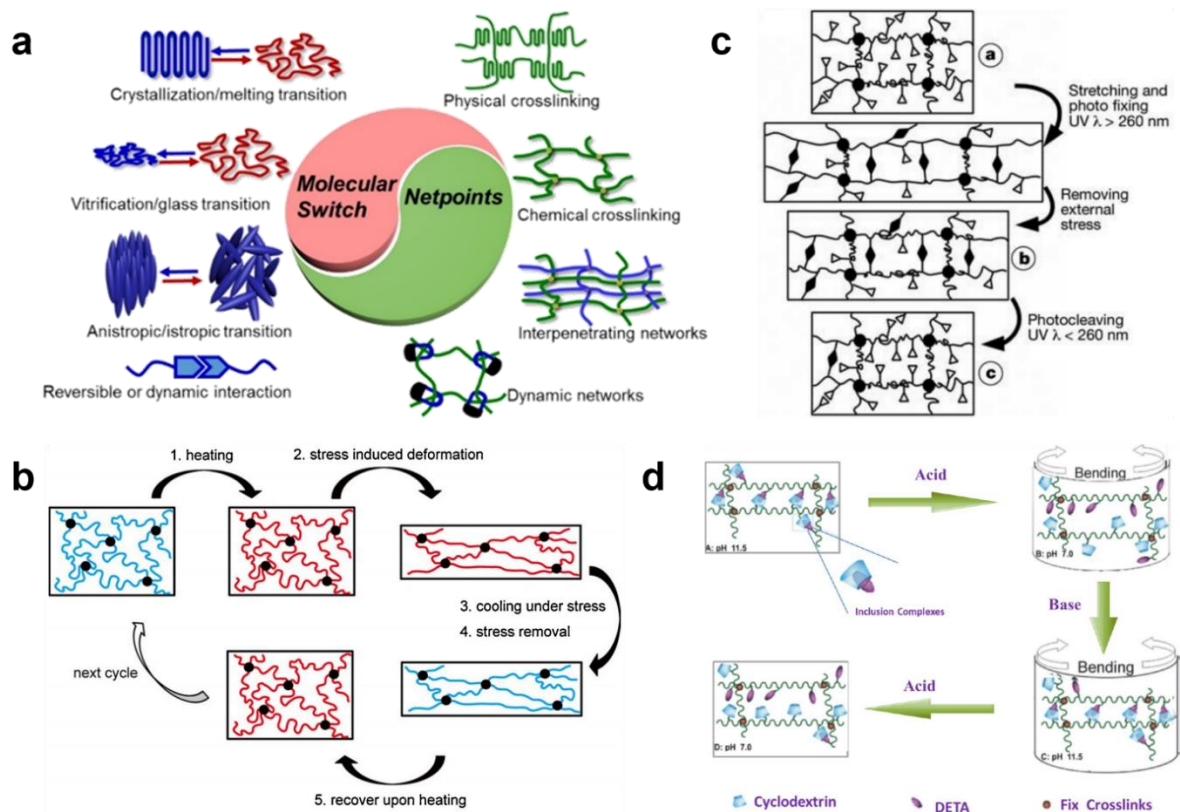 a
Crystallization/melting transition
Vitrification/glass transition
Anistropic/istropic transition
Reversible or dynamic interaction
Molecular
Switch
Netpoints
Physical crosslinking
Chemical crosslinking
Interpenetrating networks
Dynamic networks
c
a
Stretching and
photo fixing
UV λ > 260 nm
Removing
external
stress
b
Photocleaving
UV λ < 260 nm
c
b
1. heating
2. stress induced deformation
3. cooling under stress
4. stress removal
next cycle
5. recover upon heating
d
A: pH 11.5
Acid
Bending
B: pH 7.0
Inclusion Complexes
Base
Bending
C: pH 11.5
Acid
D: pH 7.0
Cyclodextrin
DETA
Fix Crosslinks